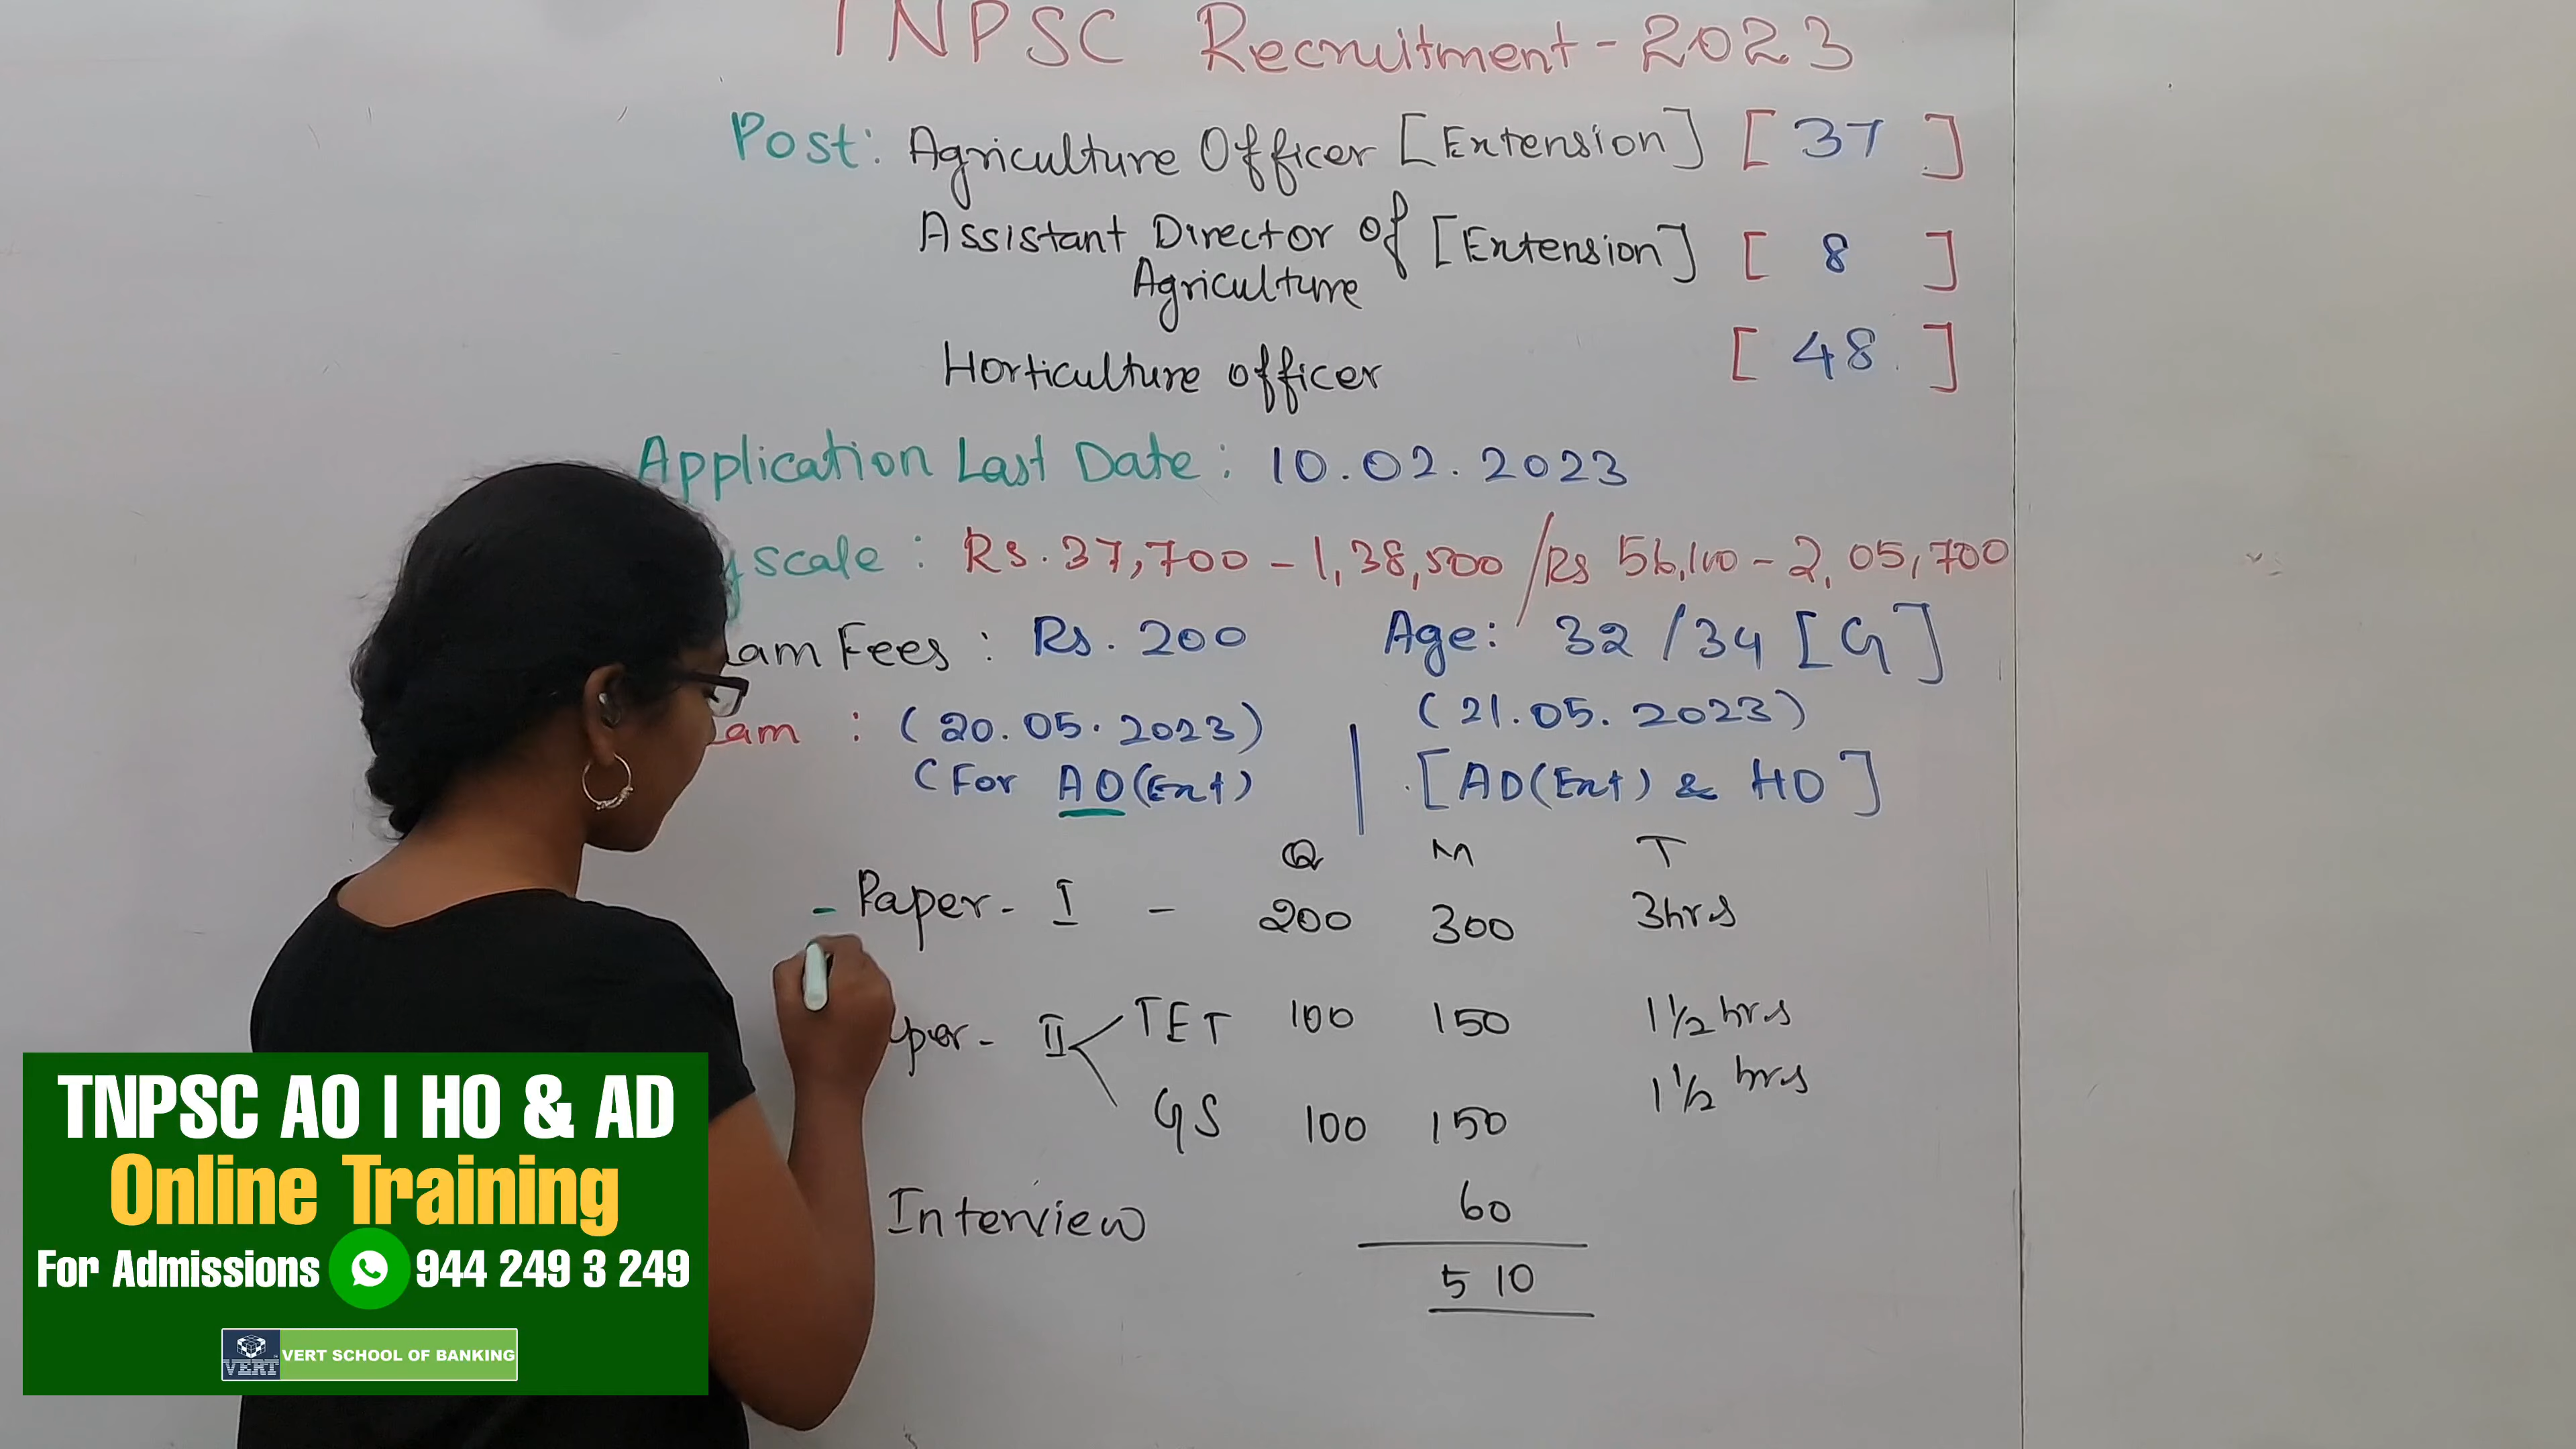 TNPSC Recruitment - 2023
Post: Agriculture Officer [Extension] [ 37 ]
Assistant Director of [Extension] [ 8 ]
Agriculture
Horticulture officer [ 48 ]
Application Last Date: 10.02.2023
scale : Rs. 37,700 - 1,38,500 / Rs 56,100 - 2,05,700
am Fees : Rs. 200 Age: 32 / 34 [G]
am : (20.05.2023) (21.05.2023)
(For AO(Ext) [AD(Ext) & HO]
Q M T
- Paper - I - 200 300 3hrs
per - II TET 100 150 1 1/2 hrs
GS 100 150 1 1/2 hrs
Interview 60
510
TNPSC AO | HO & AD
Online Training
For Admissions 944 249 3 249
VERT VERT SCHOOL OF BANKING